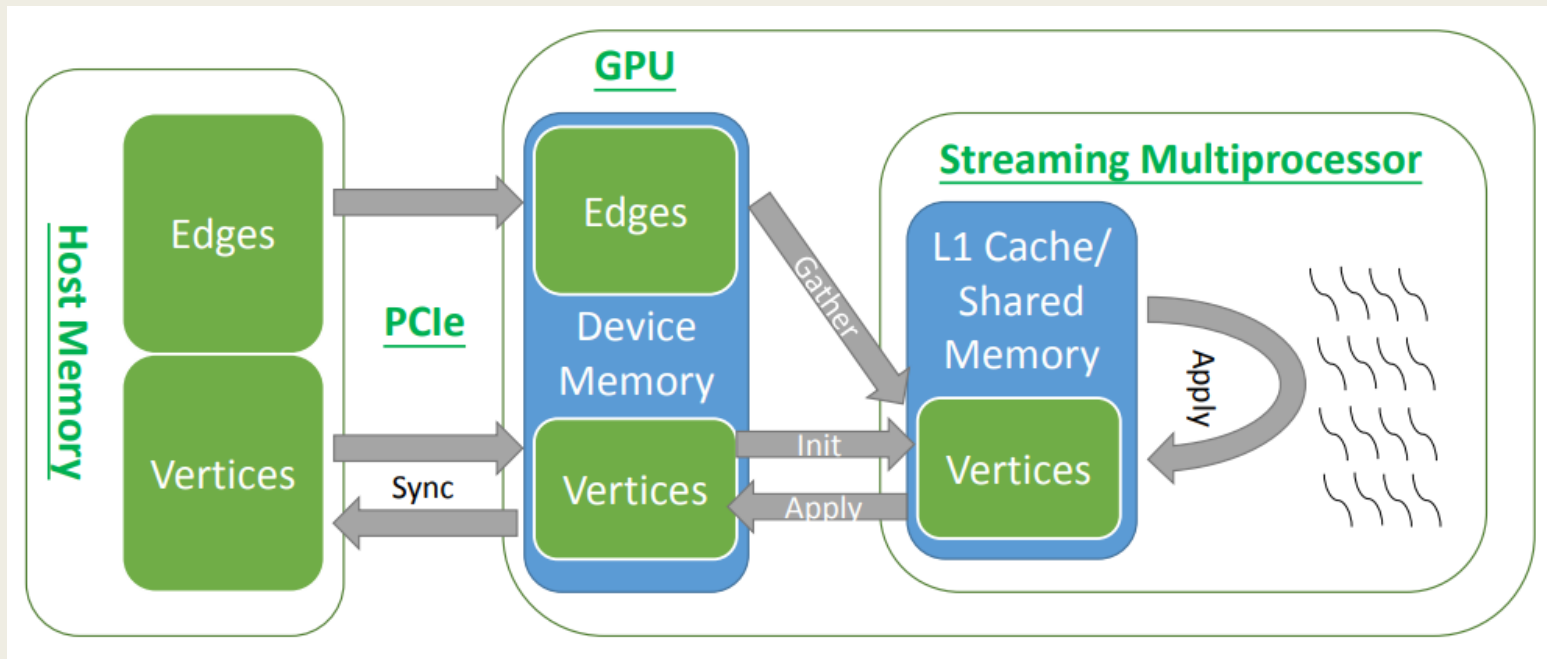 Host Memory
Edges
Vertices
PCIe
Sync
GPU
Edges
Device
Memory
Vertices
Gather
Init
Apply
Streaming Multiprocessor
L1 Cache/
Shared
Memory
Vertices
Apply